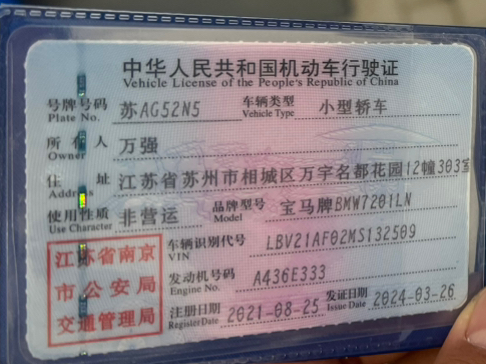 中华人民共和国机动车行驶证
Vehicle License of the People's Republic of China
号牌号码 苏AG52N5 车辆类型 小型轿车
Plate No. Vehicle Type
所有人 万强
Owner
住址 江苏省苏州市相城区万宇名都花园12幢303室
Address
使用性质 非营运 品牌型号 宝马牌BMW7201LN
Use Character Model
江苏省南京市公安局交通管理局
车辆识别代号 LBV21AF02MS132509
VIN
发动机号码 A436E333
Engine No.
注册日期 2021-08-25 发证日期 2024-03-26
Register Date Issue Date